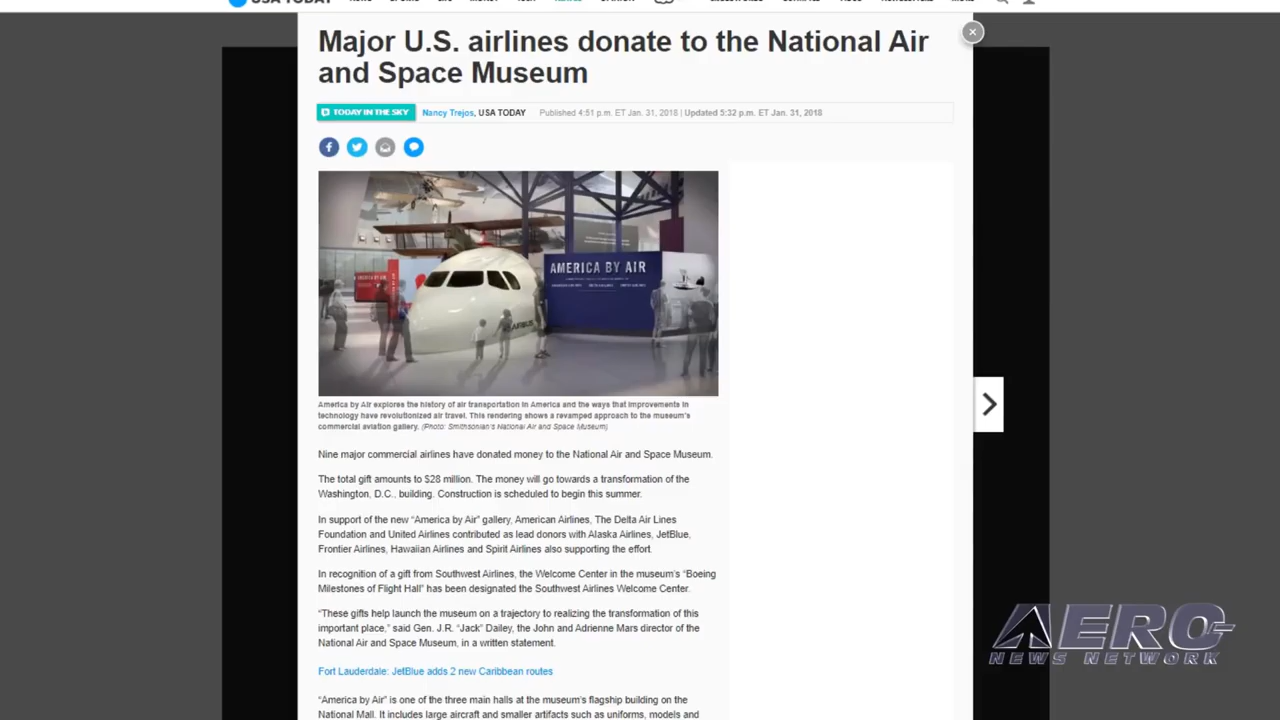 USA TODAY
Major U.S. airlines donate to the National Air
and Space Museum
TODAY IN THE SKY
Nancy Trejos, USA TODAY
Published 4:51 p.m. ET Jan. 31, 2018 | Updated 5:32 p.m. ET Jan. 31, 2018
AMERICA BY AIR
AMERICA BY AIR
AIRBUS
America by Air explores the history of air transportation in America and the ways that improvements in
technology have revolutionized air travel. This rendering shows a revamped approach to the museum's
commercial aviation gallery. (Photo: Smithsonian's National Air and Space Museum)
Nine major commercial airlines have donated money to the National Air and Space Museum.
The total gift amounts to $28 million. The money will go towards a transformation of the
Washington, D.C., building. Construction is scheduled to begin this summer.
In support of the new “America by Air” gallery, American Airlines, The Delta Air Lines
Foundation and United Airlines contributed as lead donors with Alaska Airlines, JetBlue,
Frontier Airlines, Hawaiian Airlines and Spirit Airlines also supporting the effort.
In recognition of a gift from Southwest Airlines, the Welcome Center in the museum's “Boeing
Milestones of Flight Hall” has been designated the Southwest Airlines Welcome Center.
“These gifts help launch the museum on a trajectory to realizing the transformation of this
important place,” said Gen. J.R. “Jack” Dailey, the John and Adrienne Mars director of the
National Air and Space Museum, in a written statement.
Fort Lauderdale: JetBlue adds 2 new Caribbean routes
“America by Air” is one of the three main halls at the museum's flagship building on the
National Mall. It includes large aircraft and smaller artifacts such as uniforms, models and
AERO
NEWS NETWORK